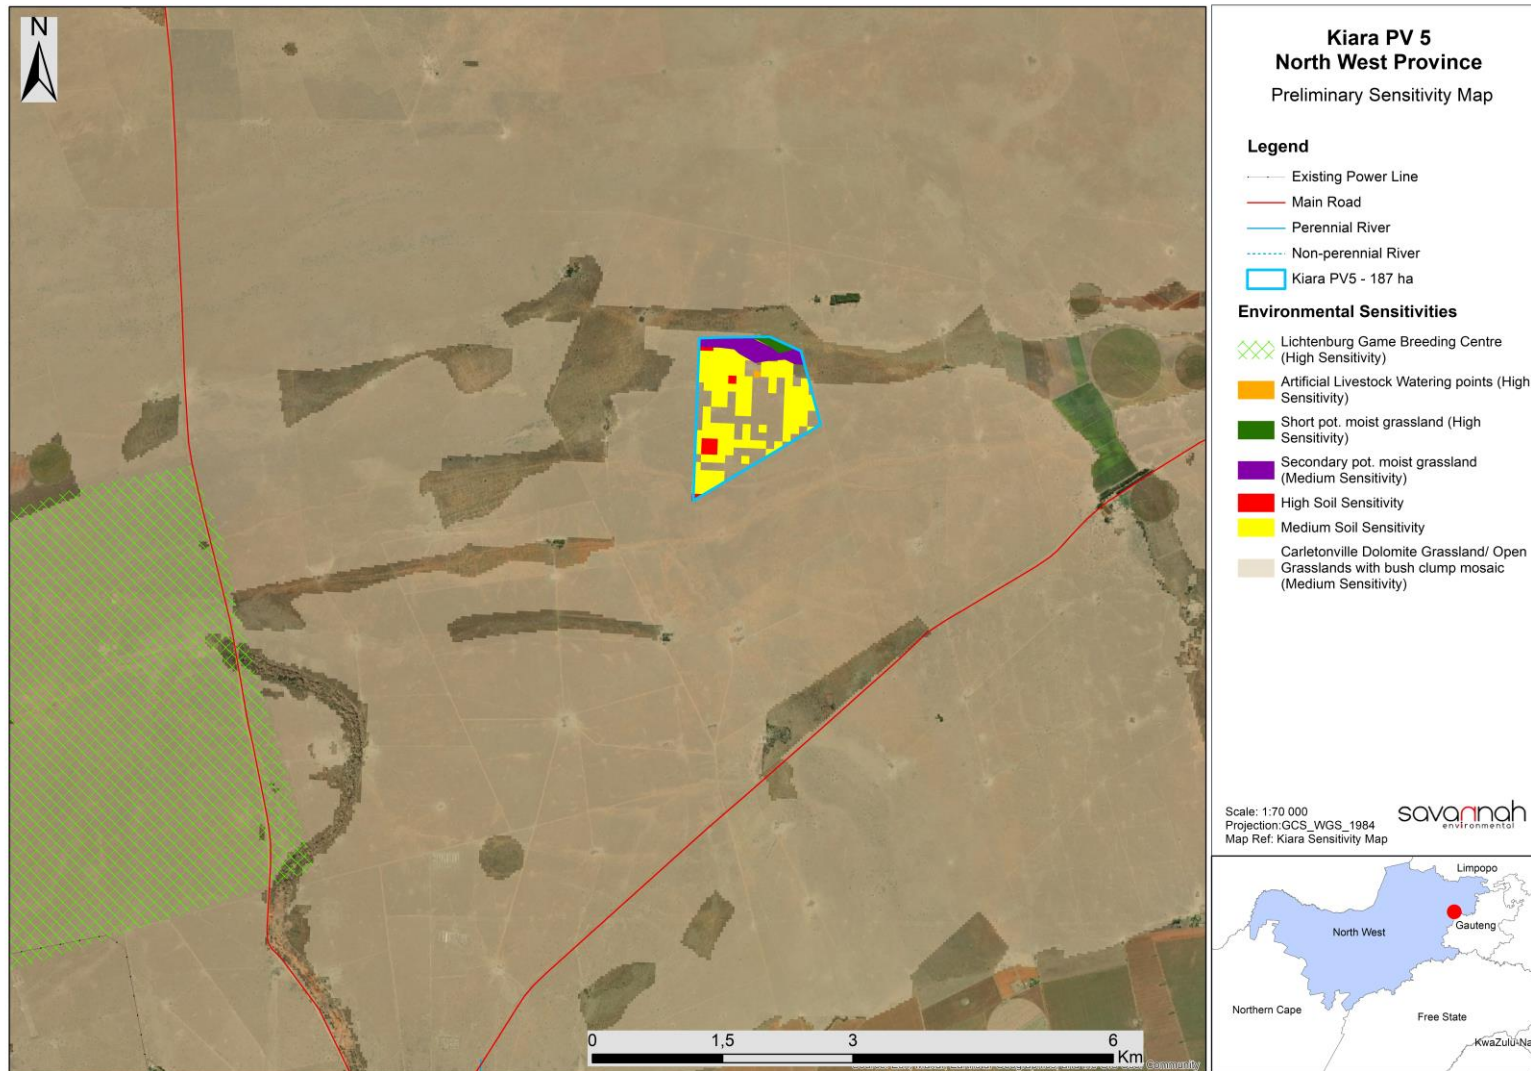 N
Kiara PV 5
North West Province
Preliminary Sensitivity Map
Legend
Existing Power Line
Main Road
Perennial River
Non-perennial River
Kiara PV5 - 187 ha
Environmental Sensitivities
Lichtenburg Game Breeding Centre
(High Sensitivity)
Artificial Livestock Watering points (High
Sensitivity)
Short pot. moist grassland (High
Sensitivity)
Secondary pot. moist grassland
(Medium Sensitivity)
High Soil Sensitivity
Medium Soil Sensitivity
Carletonville Dolomite Grassland/ Open
Grasslands with bush clump mosaic
(Medium Sensitivity)
Scale: 1:70 000
Projection:GCS_WGS_1984
Map Ref: Kiara Sensitivity Map
savannah
environmental
Limpopo
North West
Gauteng
Northern Cape
Free State
KwaZulu-Na
0 1,5 3 6
Km
Community